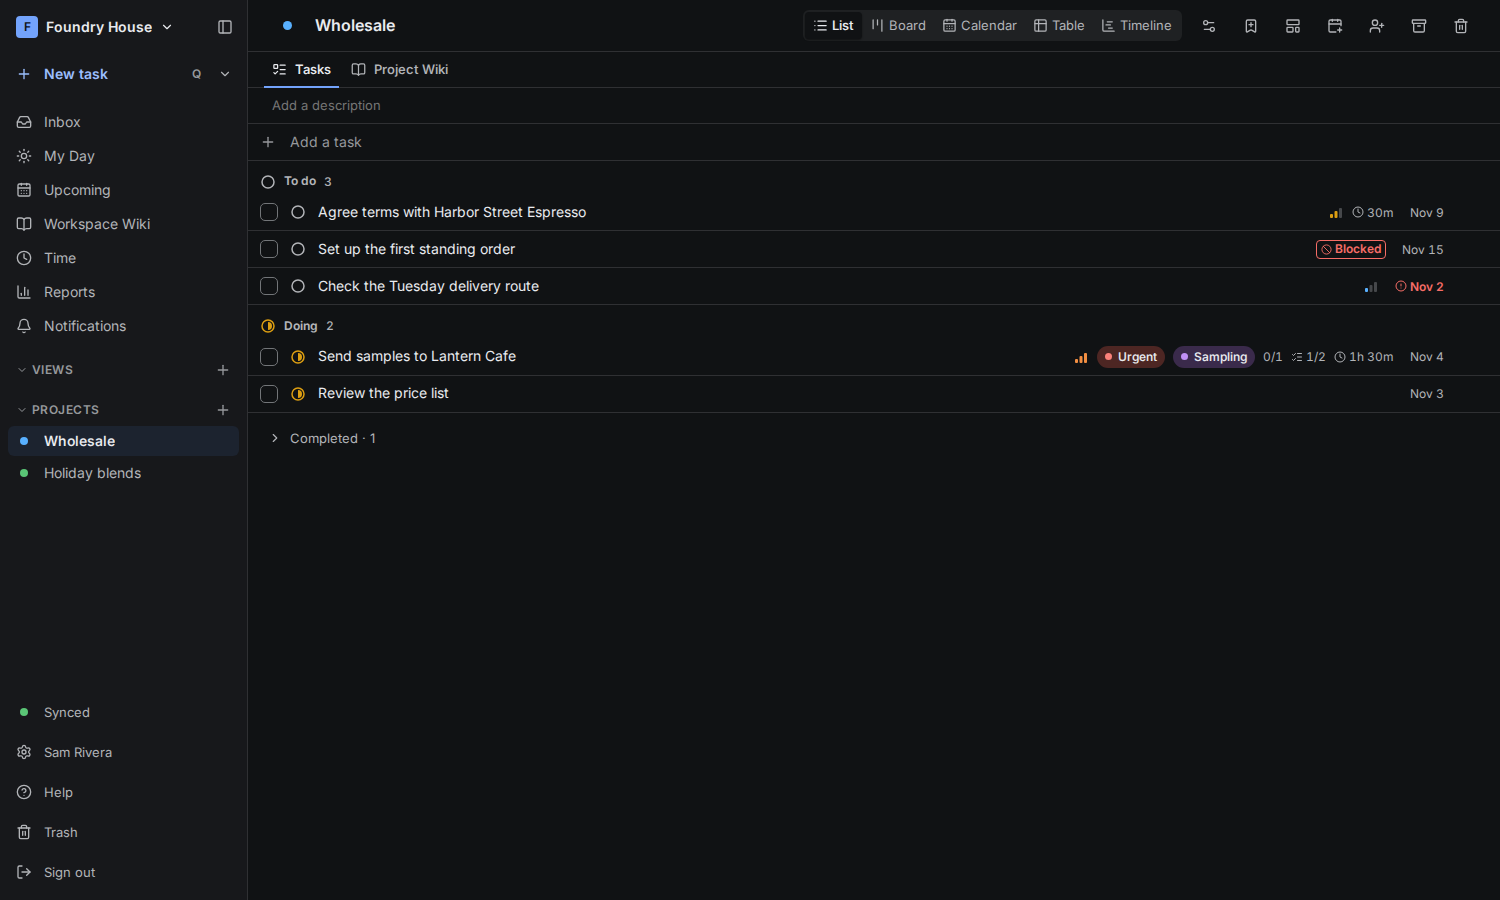 F Foundry House
New task Q
Inbox
My Day
Upcoming
Workspace Wiki
Time
Reports
Notifications
VIEWS
PROJECTS
Wholesale
Holiday blends
Synced
Sam Rivera
Help
Trash
Sign out
Wholesale
List Board Calendar Table Timeline
Tasks Project Wiki
Add a description
Add a task
To do 3
Agree terms with Harbor Street Espresso 30m Nov 9
Set up the first standing order Blocked Nov 15
Check the Tuesday delivery route Nov 2
Doing 2
Send samples to Lantern Cafe Urgent Sampling 0/1 1/2 1h 30m Nov 4
Review the price list Nov 3
Completed · 1